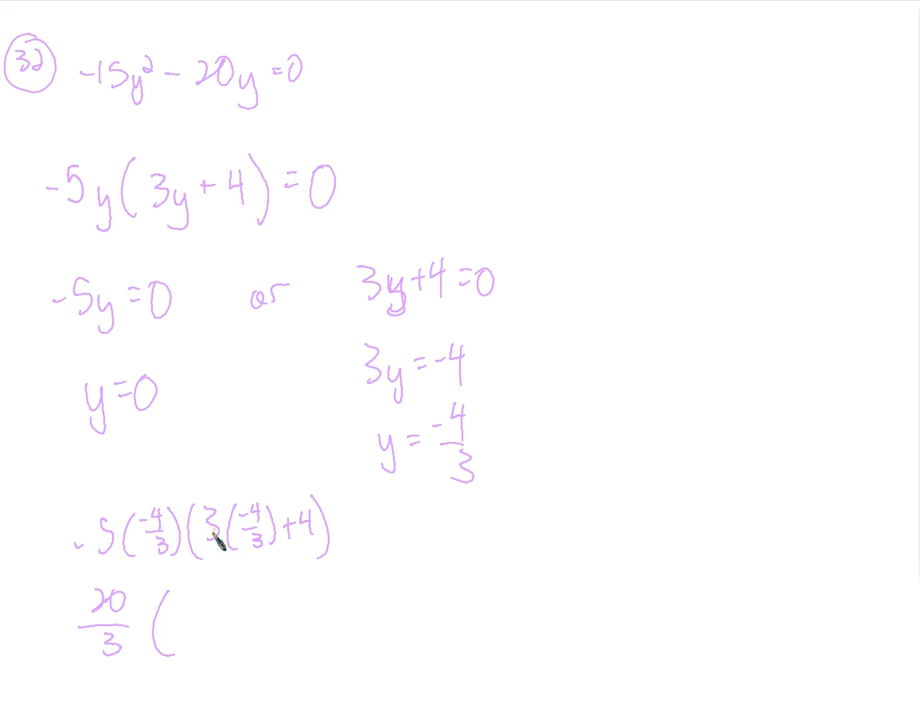 32 -15y² - 20y = 0
-5y(3y + 4) = 0
-5y = 0 or 3y + 4 = 0
3y = -4
y = 0
y = -4/3
-5(-4/3)(3(-4/3) + 4)
20/3 (